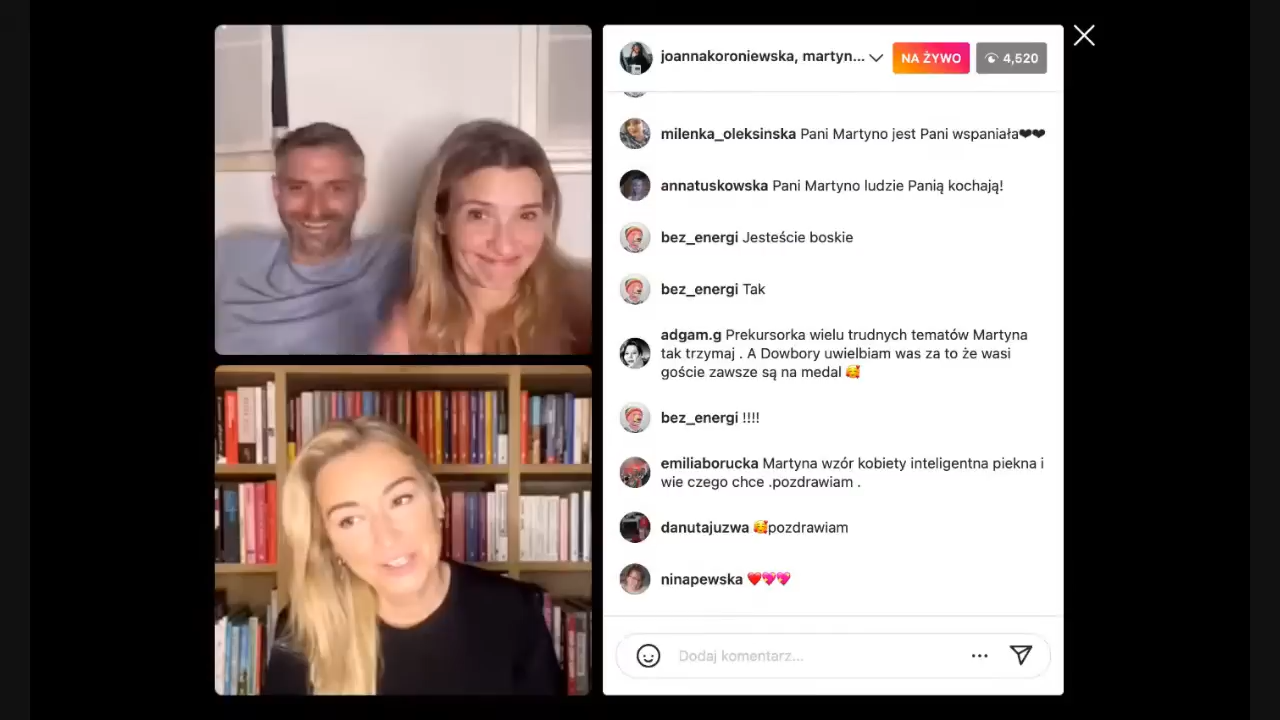 joannakoroniewska, martyn... NA ŻYWO 4,520
milenka_oleksinska Pani Martyno jest Pani wspaniała❤❤
annatuskowska Pani Martyno ludzie Panią kochają!
bez_energi Jesteście boskie
bez_energi Tak
adgam.g Prekursorka wielu trudnych tematów Martyna
tak trzymaj . A Dowbory uwielbiam was za to że wasi
goście zawsze są na medal 🥰
bez_energi !!!!
emiliaborucka Martyna wzór kobiety inteligentna piekna i
wie czego chce .pozdrawiam .
danutajuzwa 🥰pozdrawiam
ninapewska ❤️💖💖
Dodaj komentarz...